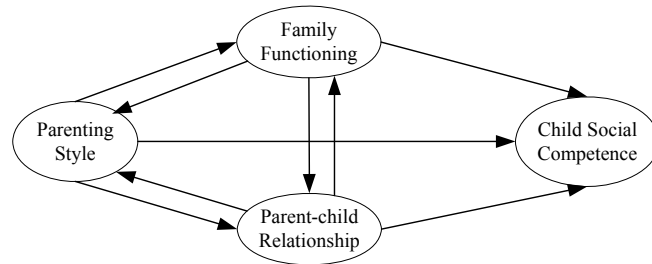 Family
Functioning
Parenting
Style
Child Social
Competence
Parent-child
Relationship